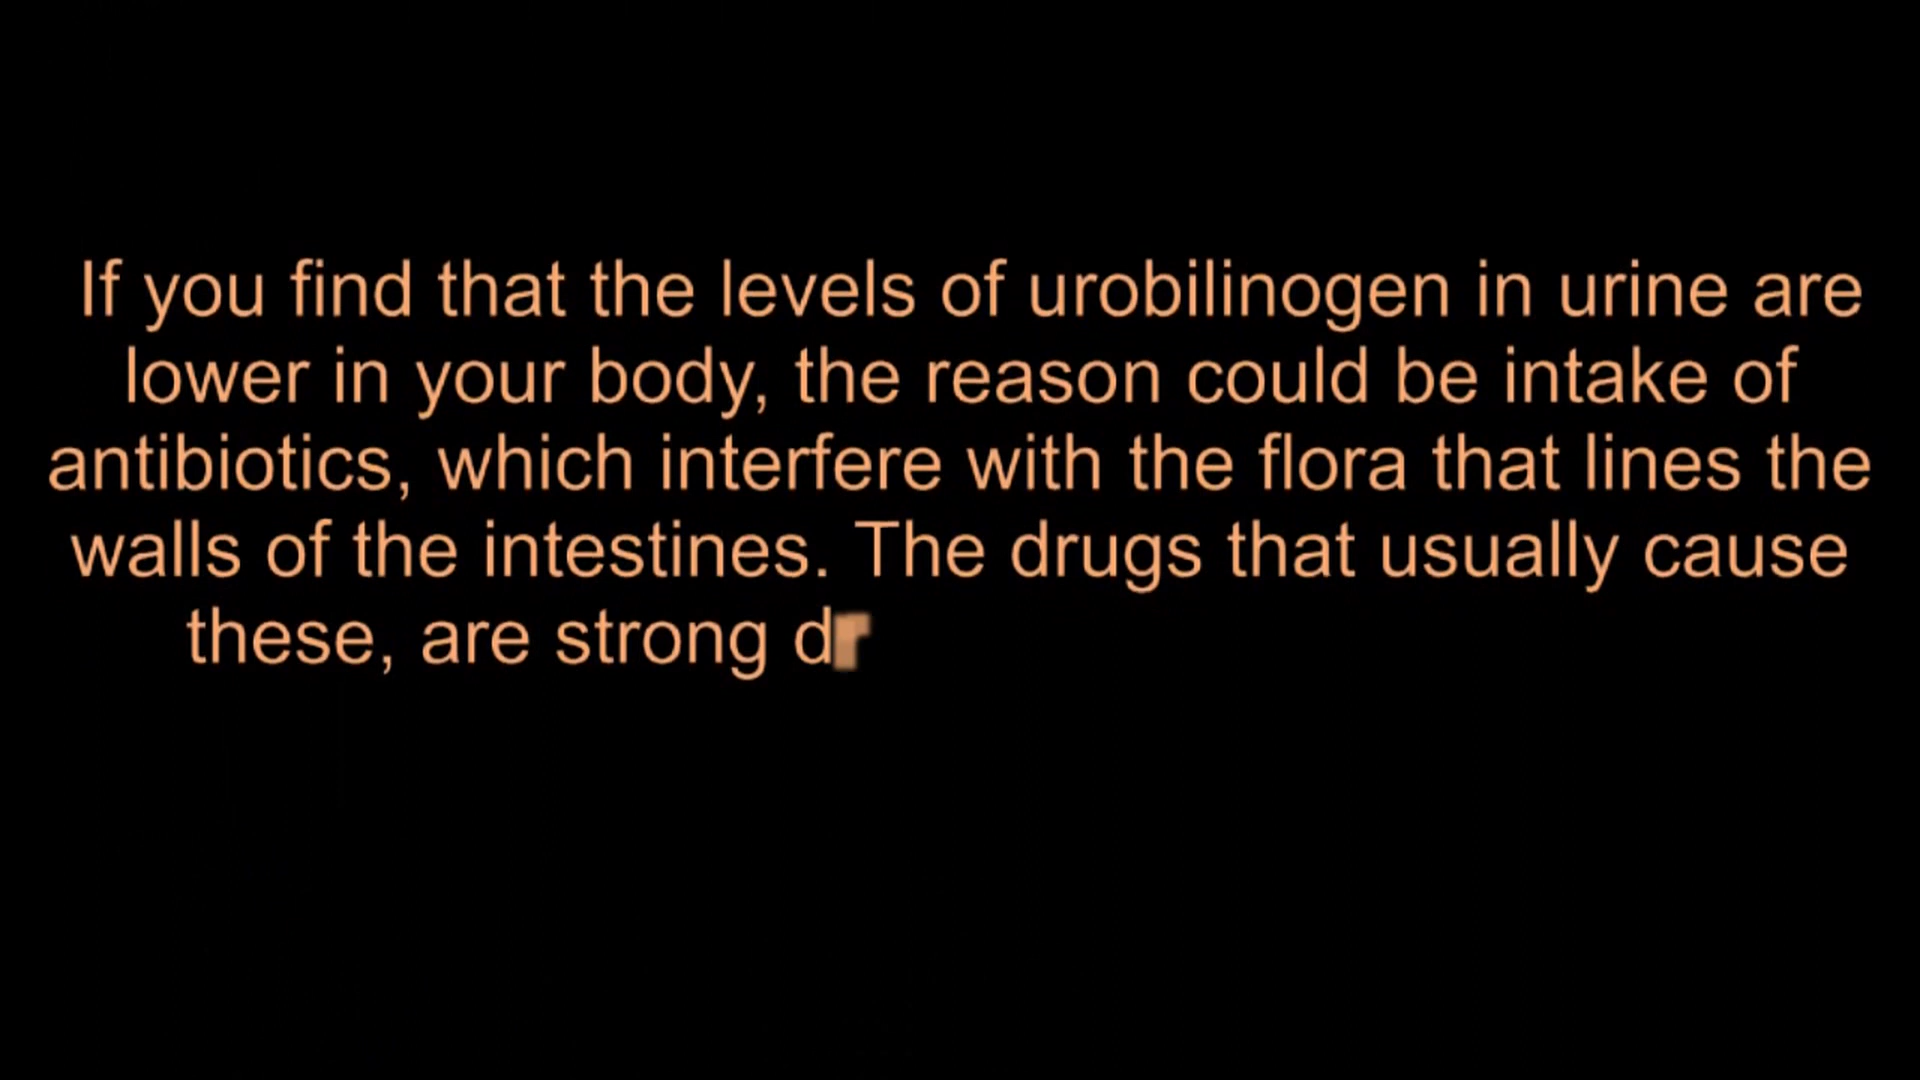 If you find that the levels of urobilinogen in urine are
lower in your body, the reason could be intake of
antibiotics, which interfere with the flora that lines the
walls of the intestines. The drugs that usually cause
these, are strong